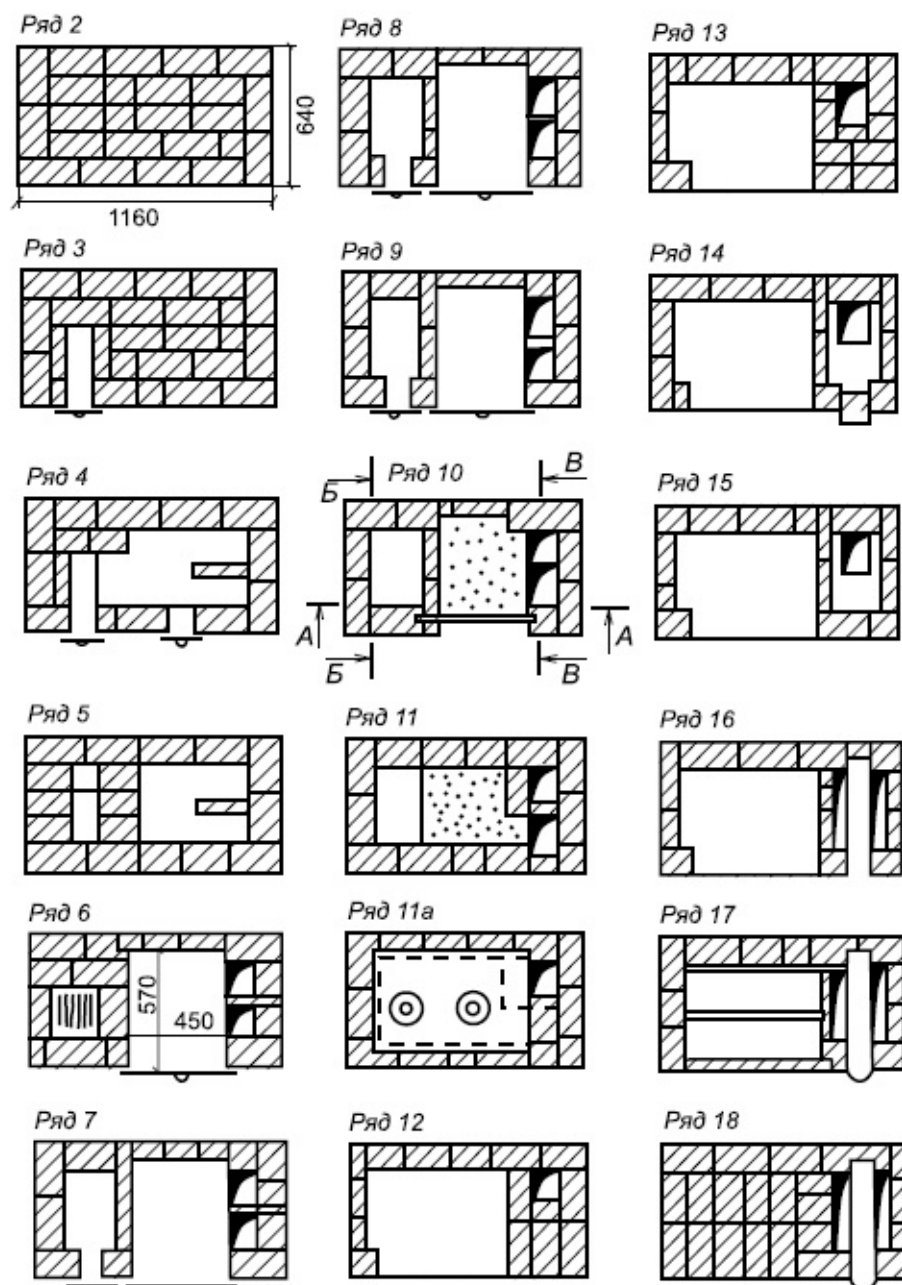 Ряд 2
640
1160
Ряд 3
Ряд 4
Ряд 5
Ряд 6
570
450
Ряд 7
Ряд 8
Ряд 9
Б
Ряд 10
В
А
А
Б
В
Ряд 11
Ряд 11а
Ряд 12
Ряд 13
Ряд 14
Ряд 15
Ряд 16
Ряд 17
Ряд 18